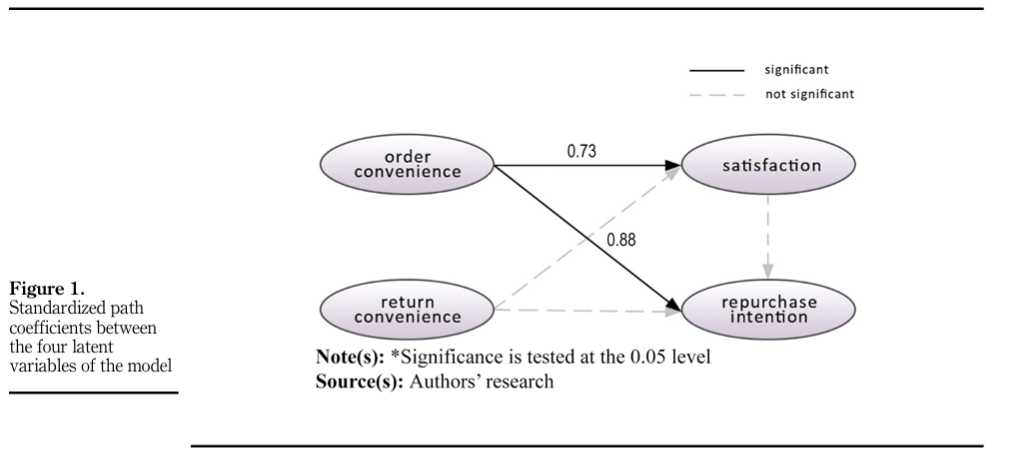 significant
not significant
0.73
order
convenience
satisfaction
0.88
return
convenience
repurchase
intention
Figure 1.
Standardized path
coefficients between
the four latent
variables of the model
Note(s): *Significance is tested at the 0.05 level
Source(s): Authors' research